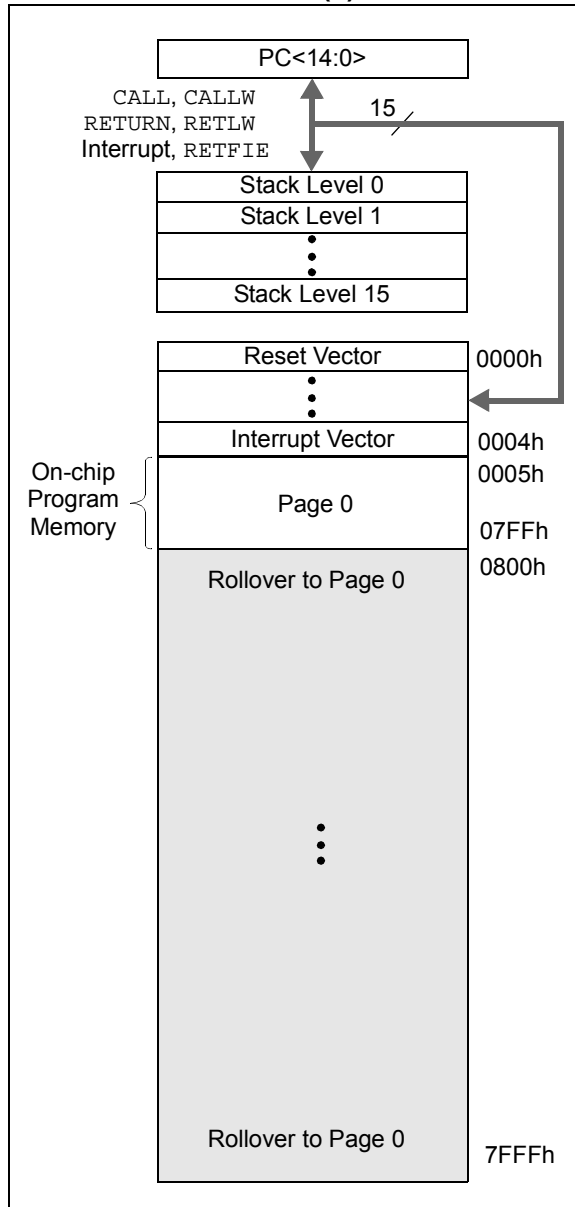 PC<14:0>
CALL, CALLW
RETURN, RETLW
Interrupt, RETFIE
15
Stack Level 0
Stack Level 1
Stack Level 15
Reset Vector
0000h
Interrupt Vector
0004h
On-chip
Program
Memory
Page 0
0005h
07FFh
Rollover to Page 0
0800h
Rollover to Page 0
7FFFh